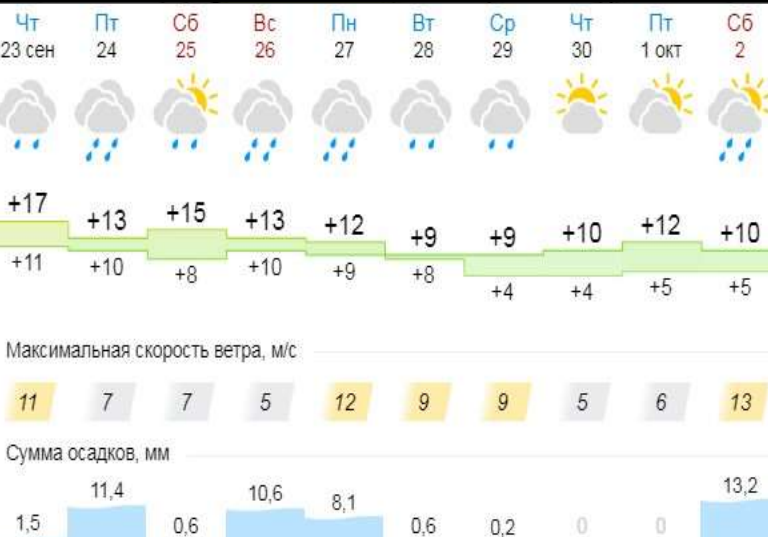 Чт Пт Сб Вс Пн Вт Ср Чт Пт Сб
23 сен 24 25 26 27 28 29 30 1 окт 2
+17 +13 +15 +13 +12 +9 +9 +10 +12 +10
+11 +10 +8 +10 +9 +8 +4 +4 +5 +5
Максимальная скорость ветра, м/с
11 7 7 5 12 9 9 5 6 13
Сумма осадков, мм
1,5 11,4 0,6 10,6 8,1 0,6 0,2 0 0 13,2